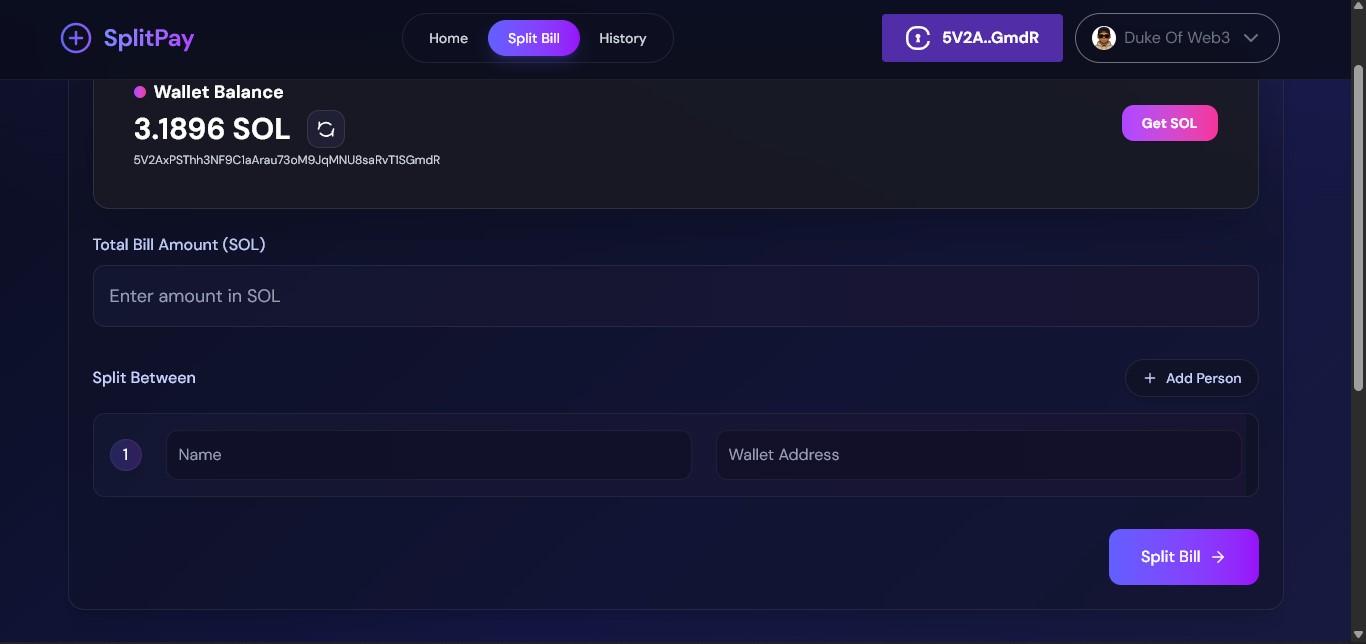 SplitPay
Home
Split Bill
History
5V2A..GmdR
Duke Of Web3
Wallet Balance
3.1896 SOL
Get SOL
5V2AxPSThh3NF9C1aArau73oM9JqMNU8saRvT1SGmdR
Total Bill Amount (SOL)
Enter amount in SOL
Split Between
+ Add Person
1
Name
Wallet Address
Split Bill →